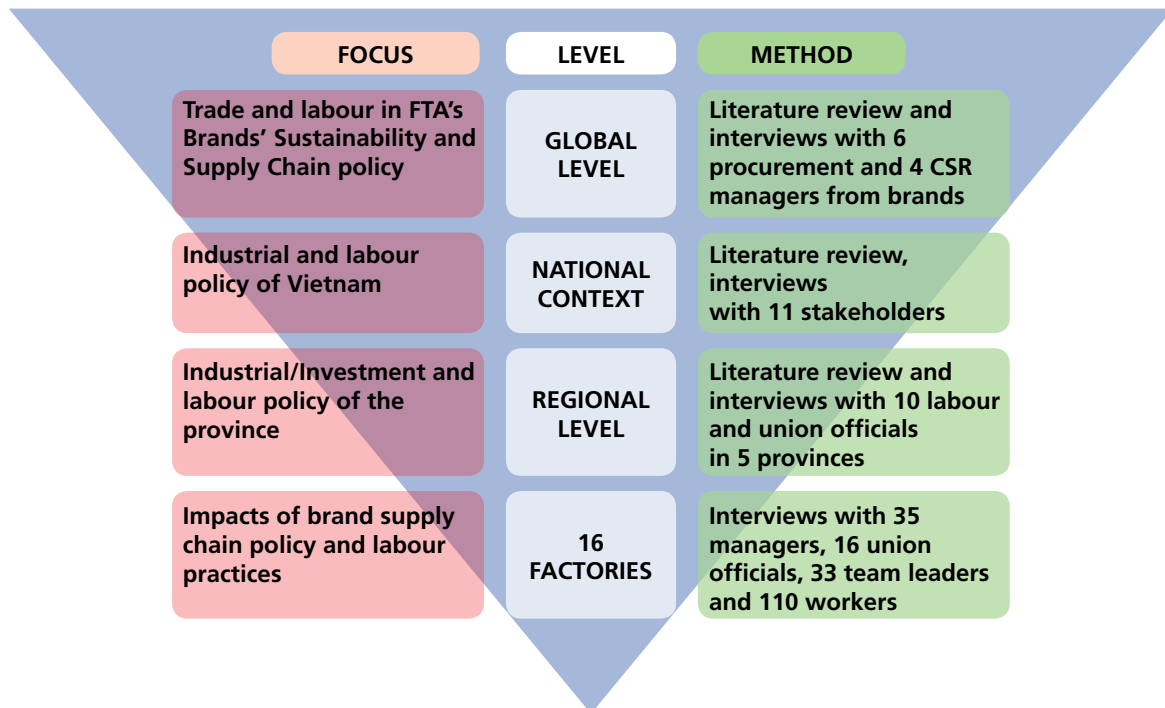 FOCUS
LEVEL
METHOD
Trade and labour in FTA's
Brands' Sustainability and
Supply Chain policy
GLOBAL
LEVEL
Literature review and
interviews with 6
procurement and 4 CSR
managers from brands
Industrial and labour
policy of Vietnam
NATIONAL
CONTEXT
Literature review,
interviews
with 11 stakeholders
Industrial/Investment and
labour policy of the
province
REGIONAL
LEVEL
Literature review and
interviews with 10 labour
and union officials
in 5 provinces
Impacts of brand supply
chain policy and labour
practices
16
FACTORIES
Interviews with 35
managers, 16 union
officials, 33 team leaders
and 110 workers